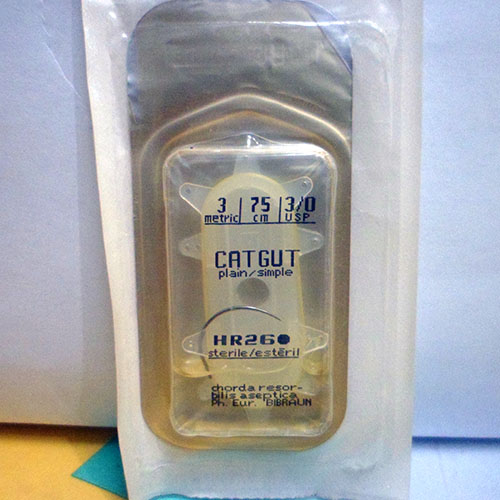 3 | 75 | 3/0
metric | cm | USP
CATGUT
plain/simple
HR26
sterile/estéril
chorda resor-
bilis aseptica
Ph. Eur. BIBRAUN